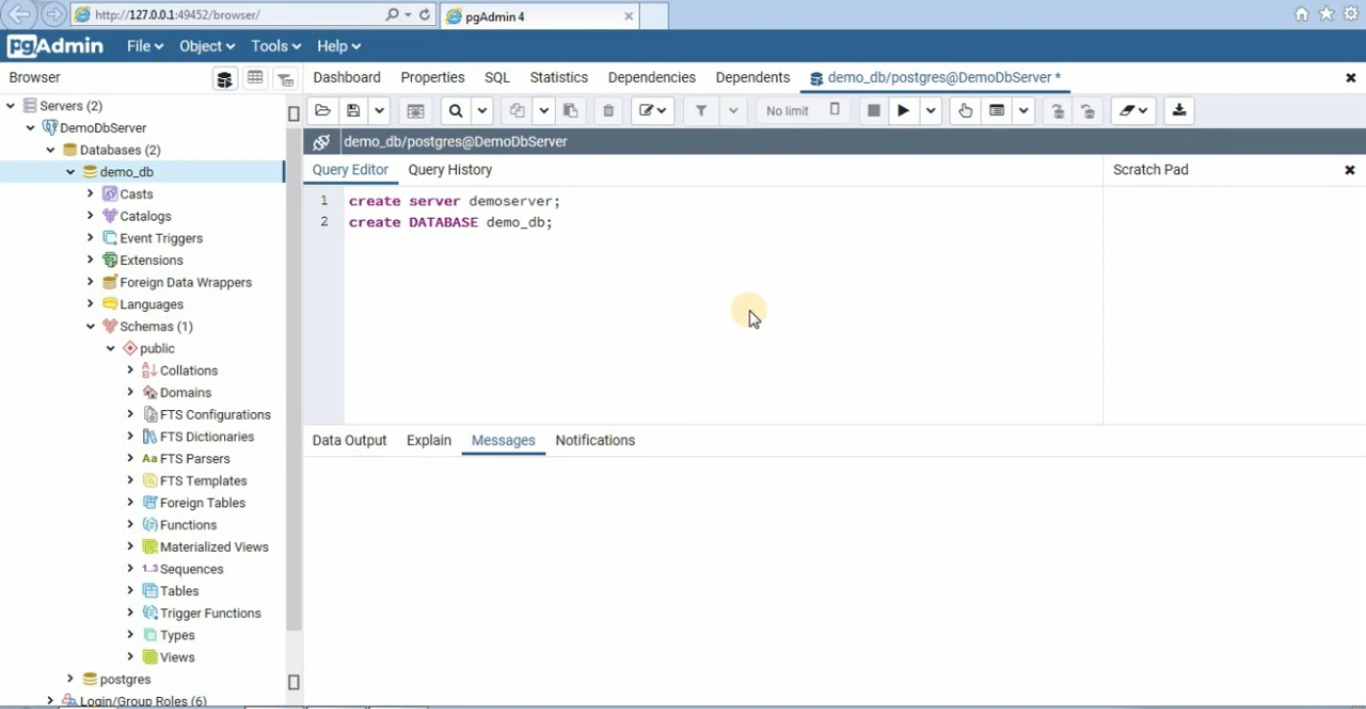 http://127.0.0.1:49452/browser/
pgAdmin 4
pgAdmin File Object Tools Help
Browser
Dashboard Properties SQL Statistics Dependencies Dependents demo_db/postgres@DemoDbServer *
Servers (2)
No limit
DemoDbServer
demo_db/postgres@DemoDbServer
Databases (2)
demo_db
Query Editor Query History Scratch Pad
Casts
1 create server demoserver;
Catalogs
2 create DATABASE demo_db;
Event Triggers
Extensions
Foreign Data Wrappers
Languages
Schemas (1)
public
Collations
Domains
FTS Configurations
FTS Dictionaries
Data Output Explain Messages Notifications
Aa FTS Parsers
FTS Templates
Foreign Tables
Functions
Materialized Views
1..3 Sequences
Tables
Trigger Functions
Types
Views
postgres
Login/Group Roles (6)